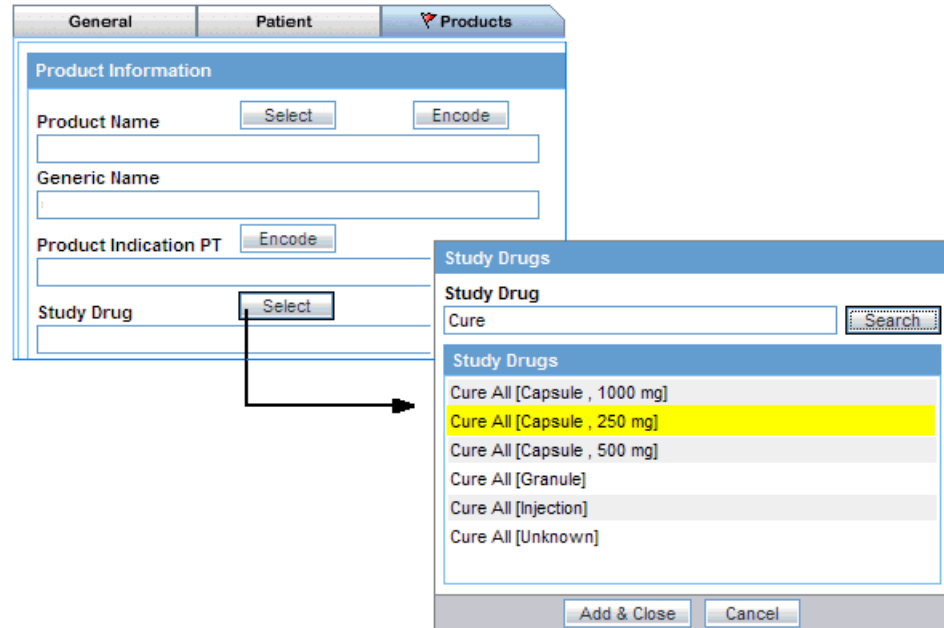 General Patient Products
Product Information
Product Name Select Encode
Generic Name
Product Indication PT Encode
Study Drug Select
Study Drugs
Study Drug
Cure Search
Study Drugs
Cure All [Capsule , 1000 mg]
Cure All [Capsule , 250 mg]
Cure All [Capsule , 500 mg]
Cure All [Granule]
Cure All [Injection]
Cure All [Unknown]
Add & Close Cancel